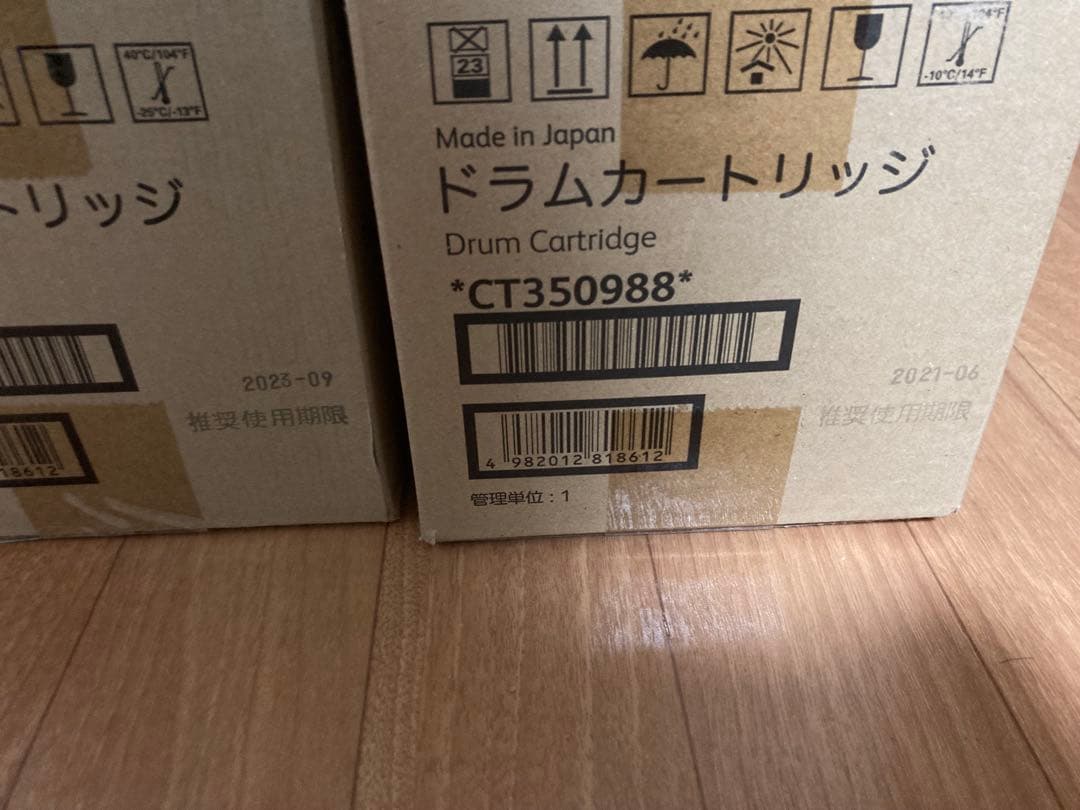 40°C/104°F
-25°C/-13°F
トリッジ
2023-09
推奨使用期限
18612
23
-10°C/14°F
Made in Japan
ドラムカートリッジ
Drum Cartridge
*CT350988*
2021-06
推奨使用期限
4 982012 818612
管理単位:1